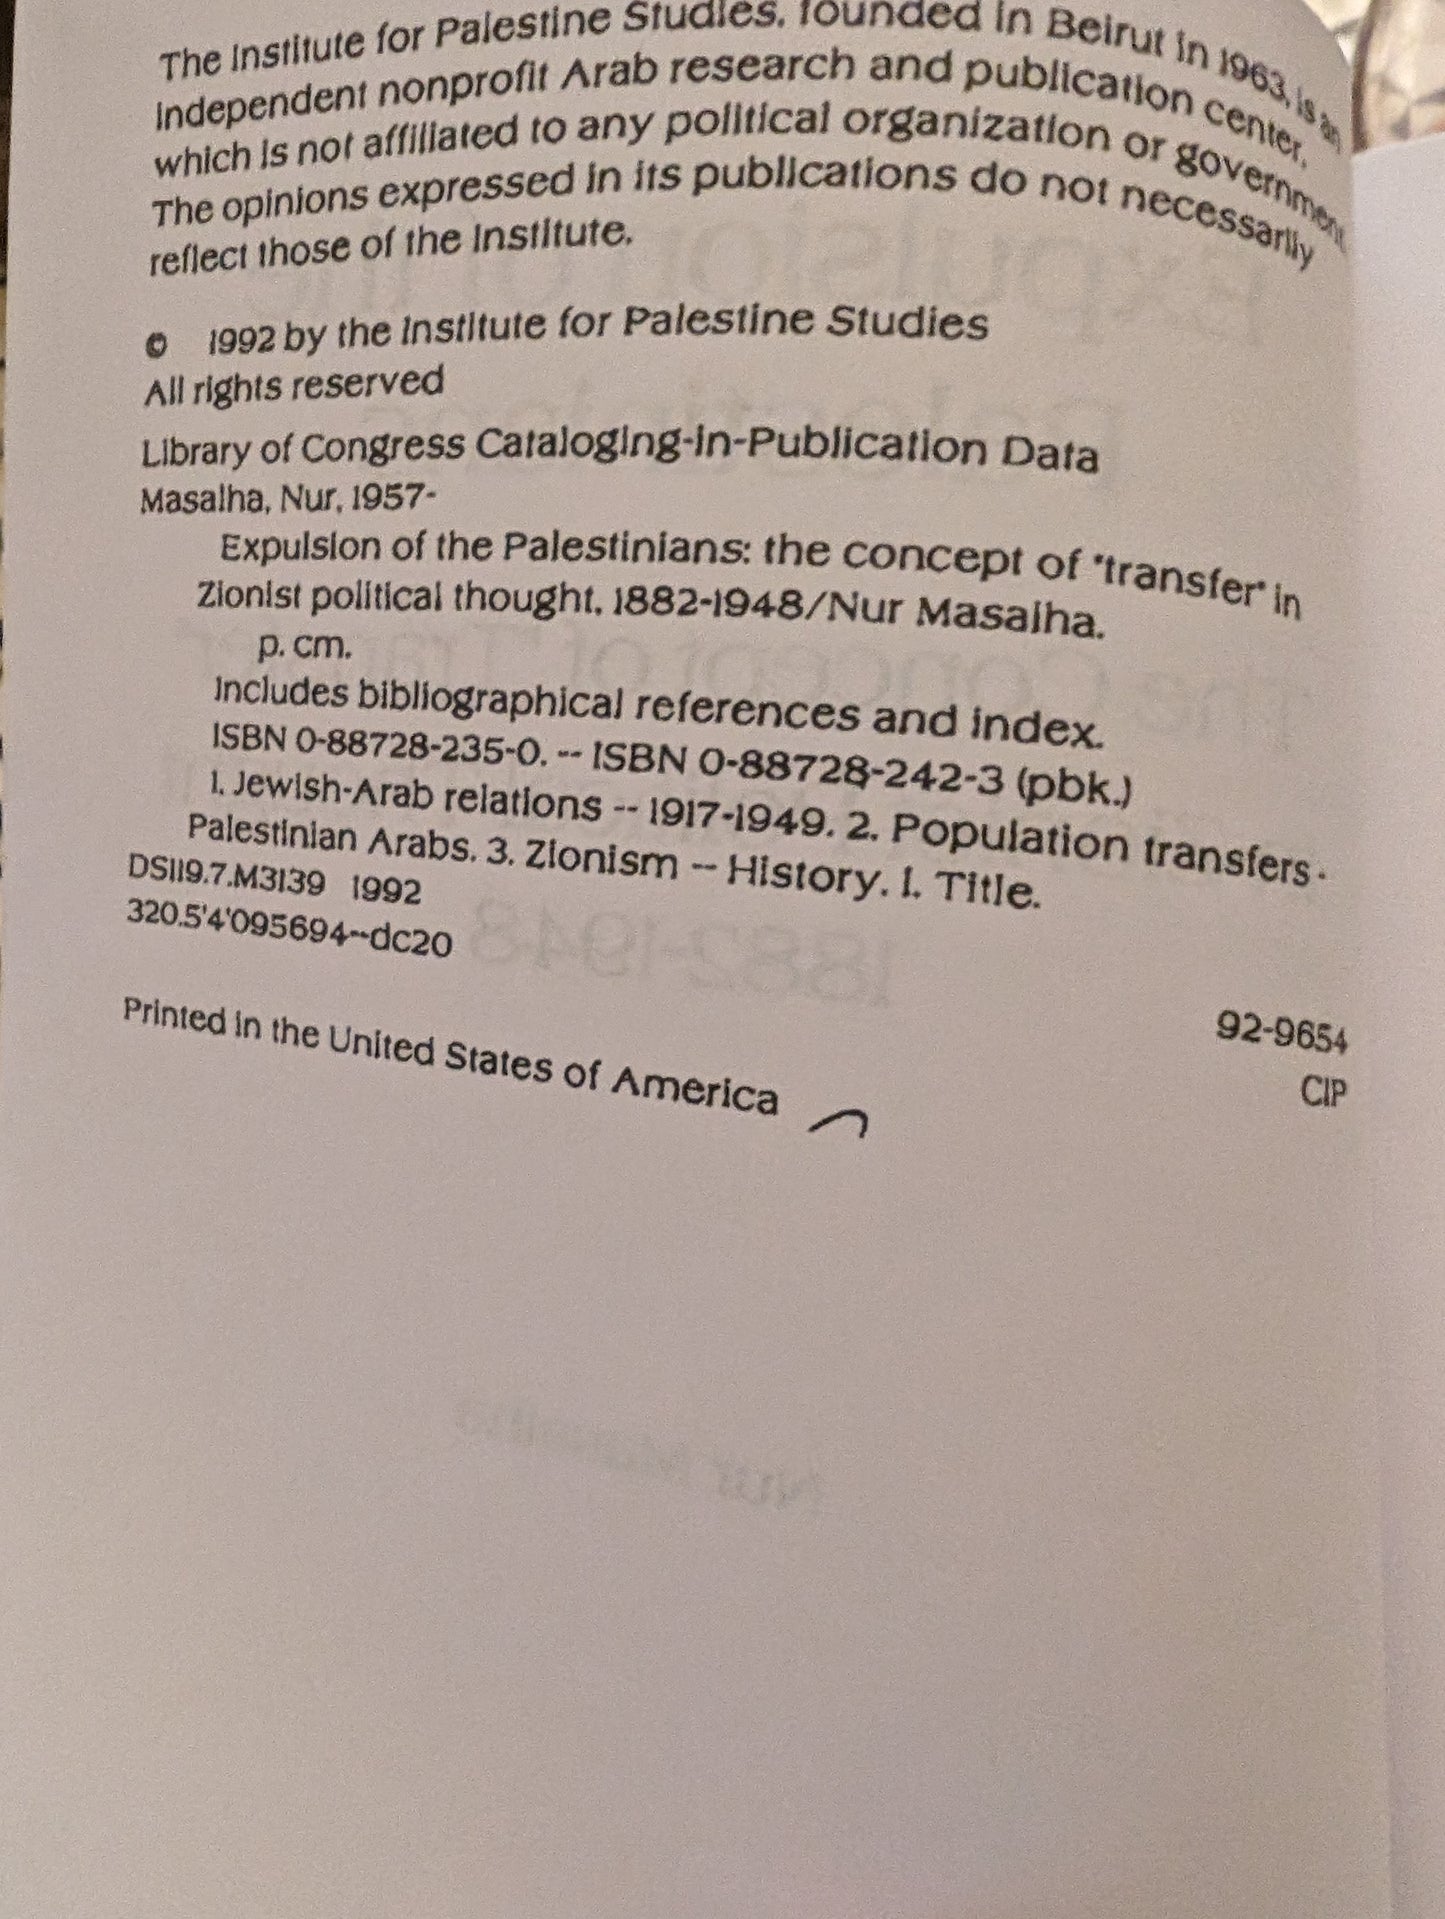 The Institute for Palestine Studies, founded in Beirut in 1963, is an
independent nonprofit Arab research and publication center,
which is not affiliated to any political organization or government
The opinions expressed in its publications do not necessarily
reflect those of the Institute.
© 1992 by the Institute for Palestine Studies
All rights reserved
Library of Congress Cataloging-in-Publication Data
Masalha, Nur, 1957-
Expulsion of the Palestinians: the concept of "transfer" in
Zionist political thought, 1882-1948/Nur Masalha.
p. cm.
Includes bibliographical references and index.
ISBN 0-88728-235-0. -- ISBN 0-88728-242-3 (pbk.)
1. Jewish-Arab relations -- 1917-1949. 2. Population transfers -
Palestinian Arabs. 3. Zionism -- History. I. Title.
DS119.7.M3139 1992
320.5'4'095694--dc20
92-9654
CIP
Printed in the United States of America